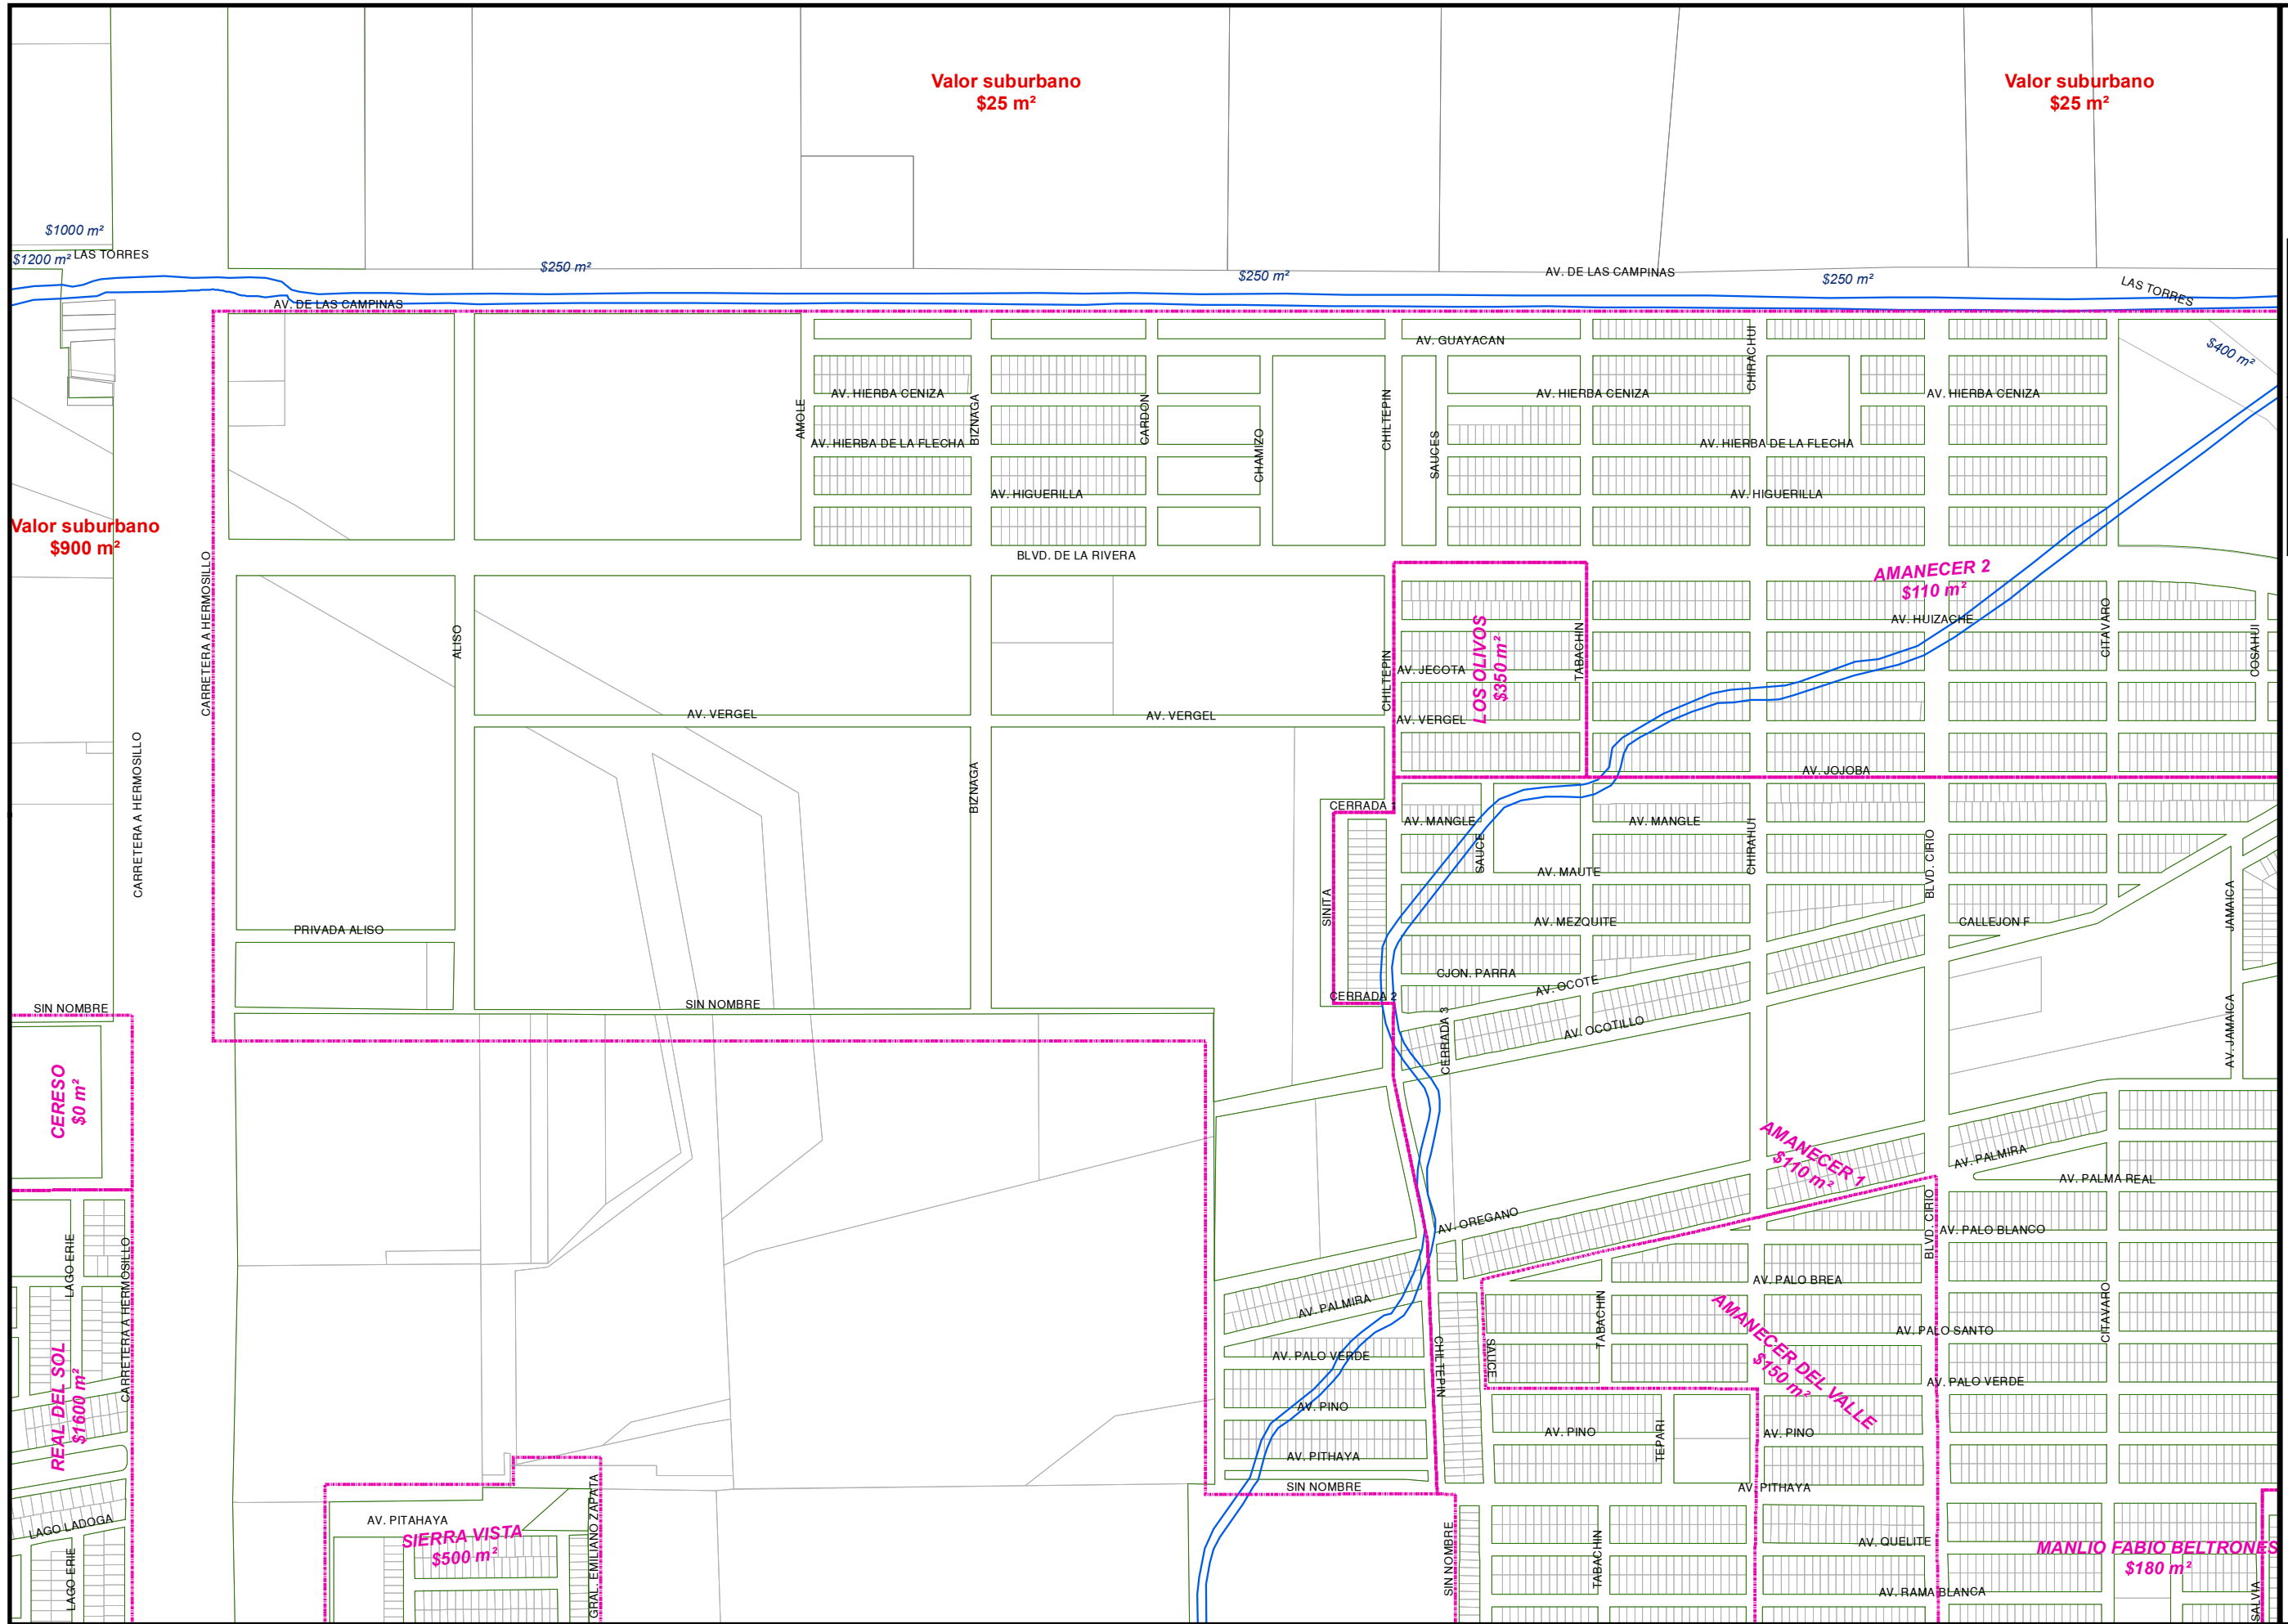 Valor suburbano
$25 m²
Valor suburbano
$25 m²
$1000 m²
LAS TORRES
$1200 m²
$250 m²
$250 m²
AV. DE LAS CAMPINAS
$250 m²
LAS TORRES
AV. DE LAS CAMPINAS
AV. GUAYACAN
CHIRACHUI
$400 m²
AV. HIERBA CENIZA
AV. HIERBA CENIZA
AV. HIERBA CENIZA
AMOLE
BIZNAGA
CARDON
CHAMIZO
CHILTEPIN
SAUCES
AV. HIERBA DE LA FLECHA
AV. HIERBA DE LA FLECHA
AV. HIGUERILLA
AV. HIGUERILLA
Valor suburbano
$900 m²
BLVD. DE LA RIVERA
CARRETERA A HERMOSILLO
AMANECER 2
$110 m²
AV. HUIZACHE
ALISO
CHILTEPIN
LOS OLIVOS
$350 m²
TABACHIN
CITAVARO
COSAHUI
AV. JECOTA
AV. VERGEL
AV. VERGEL
AV. VERGEL
CARRETERA A HERMOSILLO
BIZNAGA
AV. JOJOBA
CERRADA 1
AV. MANGLE
AV. MANGLE
SAUCE
CHIRAHUI
BLVD. CIRIO
AV. MAUTE
SINITA
JAMAICA
AV. MEZQUITE
CALLEJON F
PRIVADA ALISO
CJON. PARRA
AV. OCOTE
CERRADA 2
SIN NOMBRE
SIN NOMBRE
AV. OCOTILLO
CERRADA 3
AV. JAMAICA
CERESO
$0 m²
AMANECER 1
$110 m²
AV. PALMIRA
AV. PALMA REAL
AV. OREGANO
BLVD. CIRIO
AV. PALO BLANCO
LAGO ERIE
CARRETERA A HERMOSILLO
AV. PALO BREA
AV. PALMIRA
TABACHIN
AMANECER DEL VALLE
$150 m²
AV. PALO SANTO
CITAVARO
AV. PALO VERDE
CHILTEPIN
SAUCE
AV. PALO VERDE
REAL DEL SOL
$1600 m²
AV. PINO
AV. PINO
TEPARI
AV. PINO
AV. PITHAYA
SIN NOMBRE
AV. PITHAYA
LAGO LADOGA
AV. PITAHAYA
SIERRA VISTA
$500 m²
GRAL. EMILIANO ZAPATA
AV. QUELITE
MANLIO FABIO BELTRONES
$180 m²
LAGO ERIE
SIN NOMBRE
TABACHIN
AV. RAMA BLANCA
SALVIA